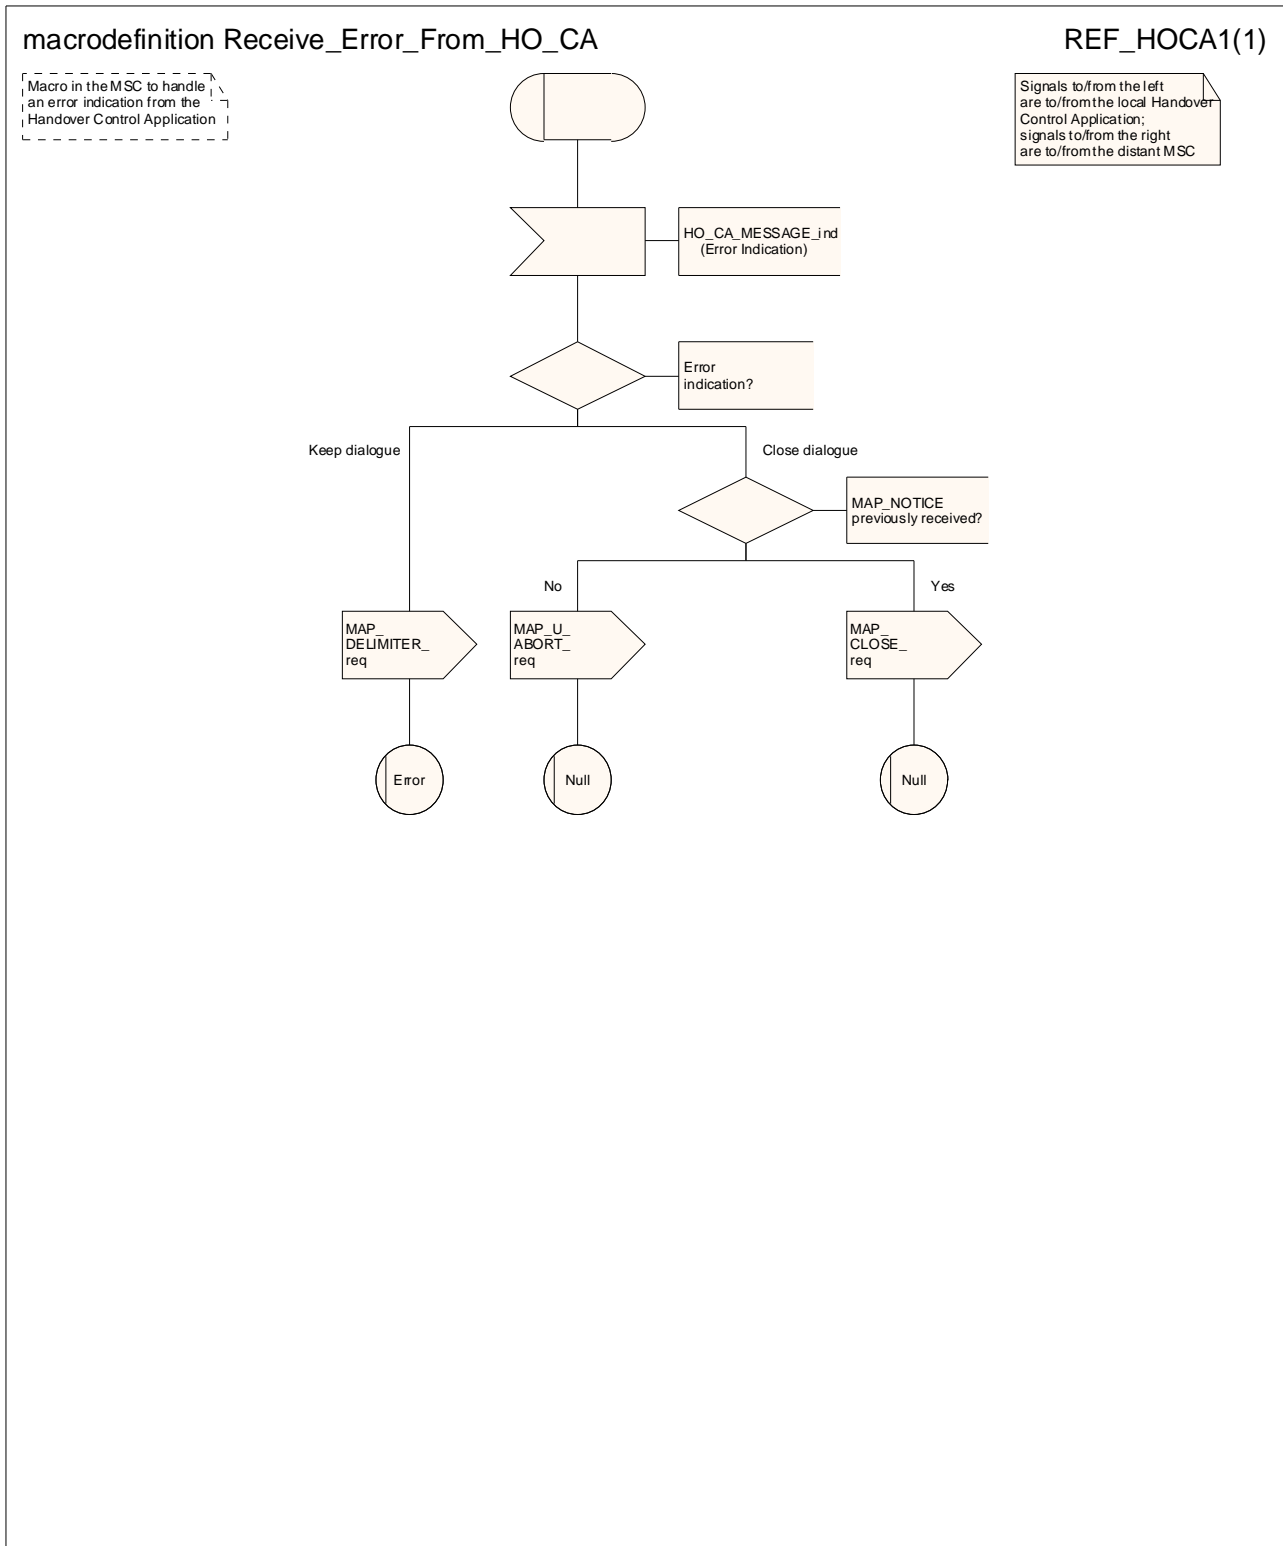 macrodefinition Receive_Error_From_HO_CA
REF_HOCA1(1)
Macro in the MSC to handle
an error indication from the
Handover Control Application
Signals to/from the left
are to/from the local Handover
Control Application;
signals to/from the right
are to/from the distant MSC
HO_CA_MESSAGE_ind
(Error Indication)
Error
indication?
Keep dialogue
Close dialogue
MAP_NOTICE
previously received?
No
Yes
MAP_
DELIMITER_
req
MAP_U_
ABORT_
req
MAP_
CLOSE_
req
Error
Null
Null